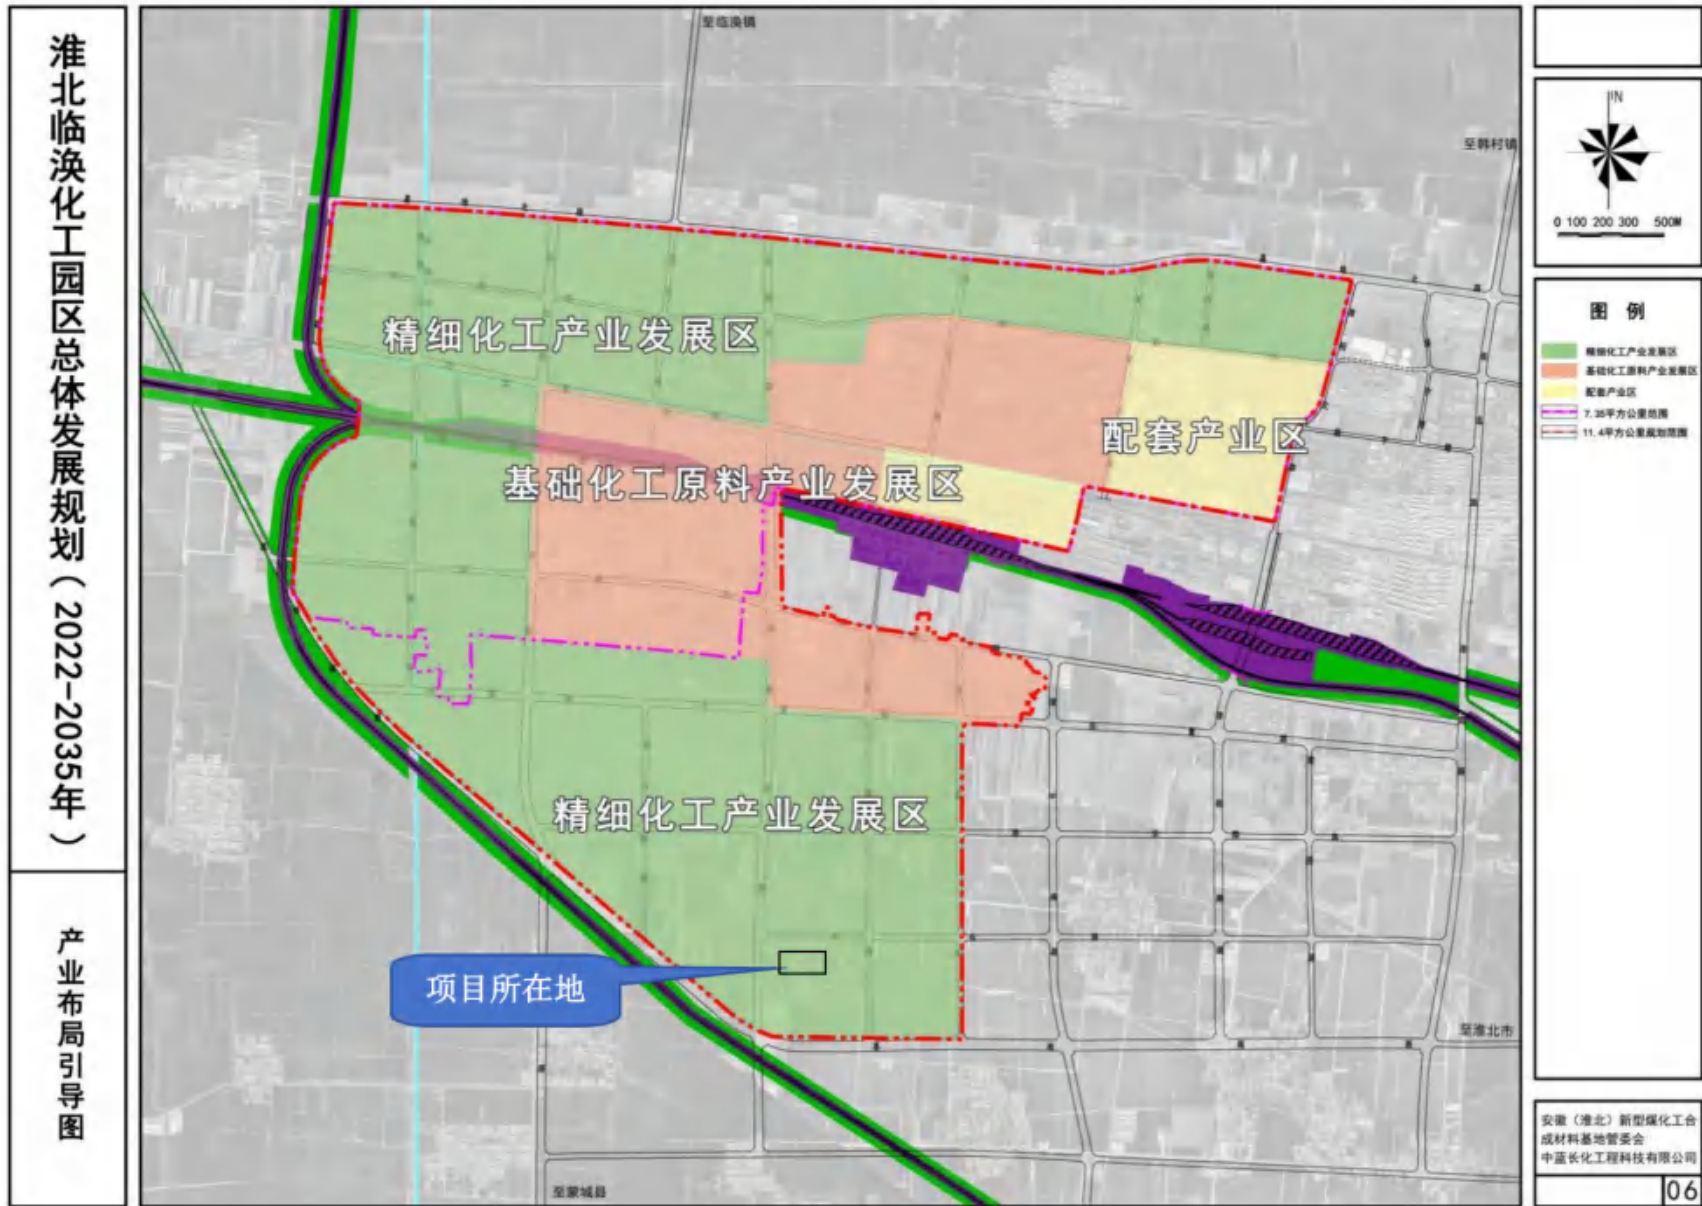 淮北临涣化工园区总体发展规划（2022-2035年）
产业布局引导图
至临涣镇
至韩村镇
精细化工产业发展区
配套产业区
基础化工原料产业发展区
精细化工产业发展区
项目所在地
至淮北市
至蒙城县
N
0 100 200 300 500M
图 例
精细化工产业发展区
基础化工原料产业发展区
配套产业区
7.35平方公里范围
11.4平方公里规划范围
安徽（淮北）新型煤化工合
成材料基地管委会
中蓝长化工程科技有限公司
06